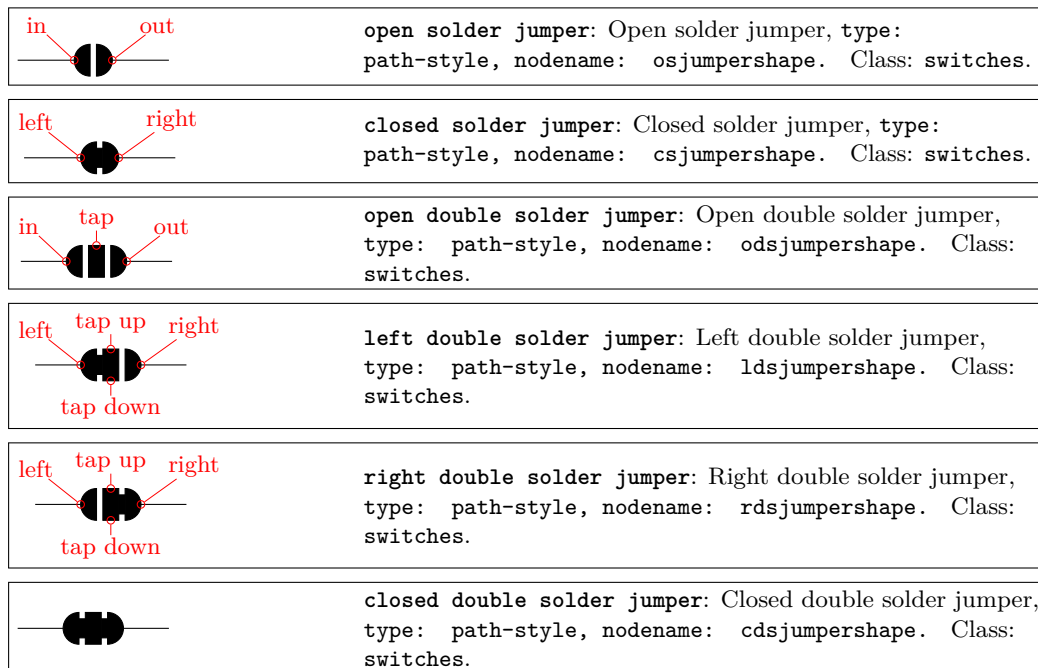 in
out
open solder jumper: Open solder jumper, type:
path-style, nodename: osjumpershape. Class: switches.
left
right
closed solder jumper: Closed solder jumper, type:
path-style, nodename: csjumpershape. Class: switches.
in
tap
out
open double solder jumper: Open double solder jumper,
type: path-style, nodename: odsjumpershape. Class:
switches.
left
tap up
right
tap down
left double solder jumper: Left double solder jumper,
type: path-style, nodename: ldsjumpershape. Class:
switches.
left
tap up
right
tap down
right double solder jumper: Right double solder jumper,
type: path-style, nodename: rdsjumpershape. Class:
switches.
closed double solder jumper: Closed double solder jumper,
type: path-style, nodename: cdsjumpershape. Class:
switches.